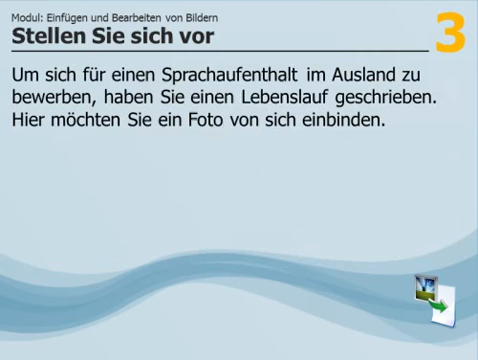 Modul: Einfügen und Bearbeiten von Bildern
Stellen Sie sich vor
3
Um sich für einen Sprachaufenthalt im Ausland zu
bewerben, haben Sie einen Lebenslauf geschrieben.
Hier möchten Sie ein Foto von sich einbinden.